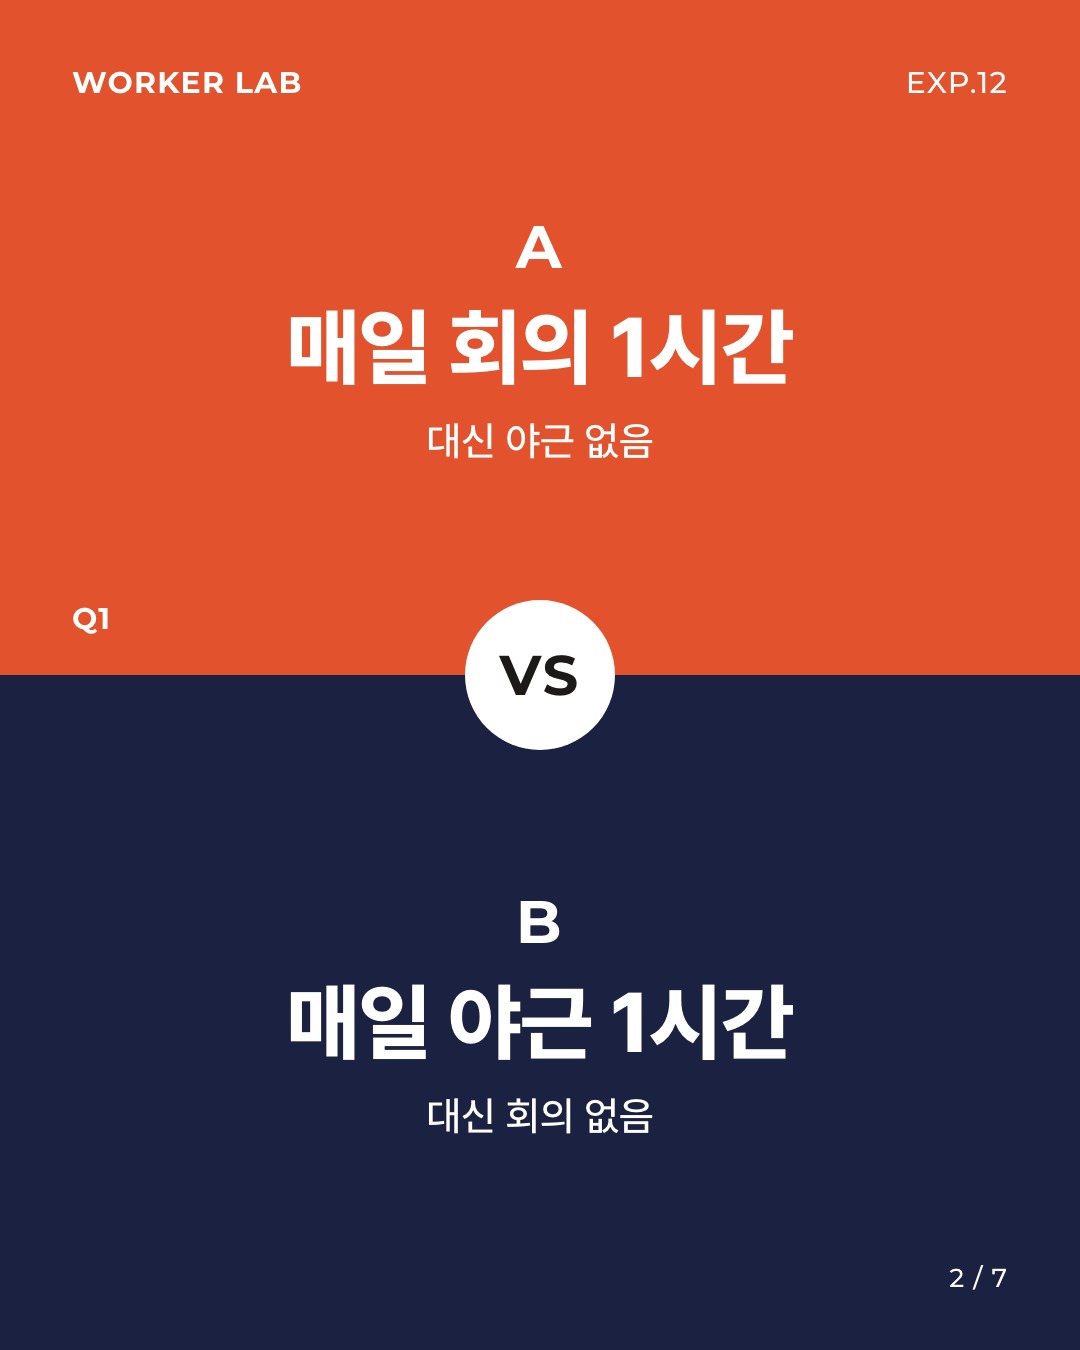 WORKER LAB
EXP.12
A
매일 회의 1시간
대신 야근 없음
Q1
VS
B
매일 야근 1시간
대신 회의 없음
2 / 7